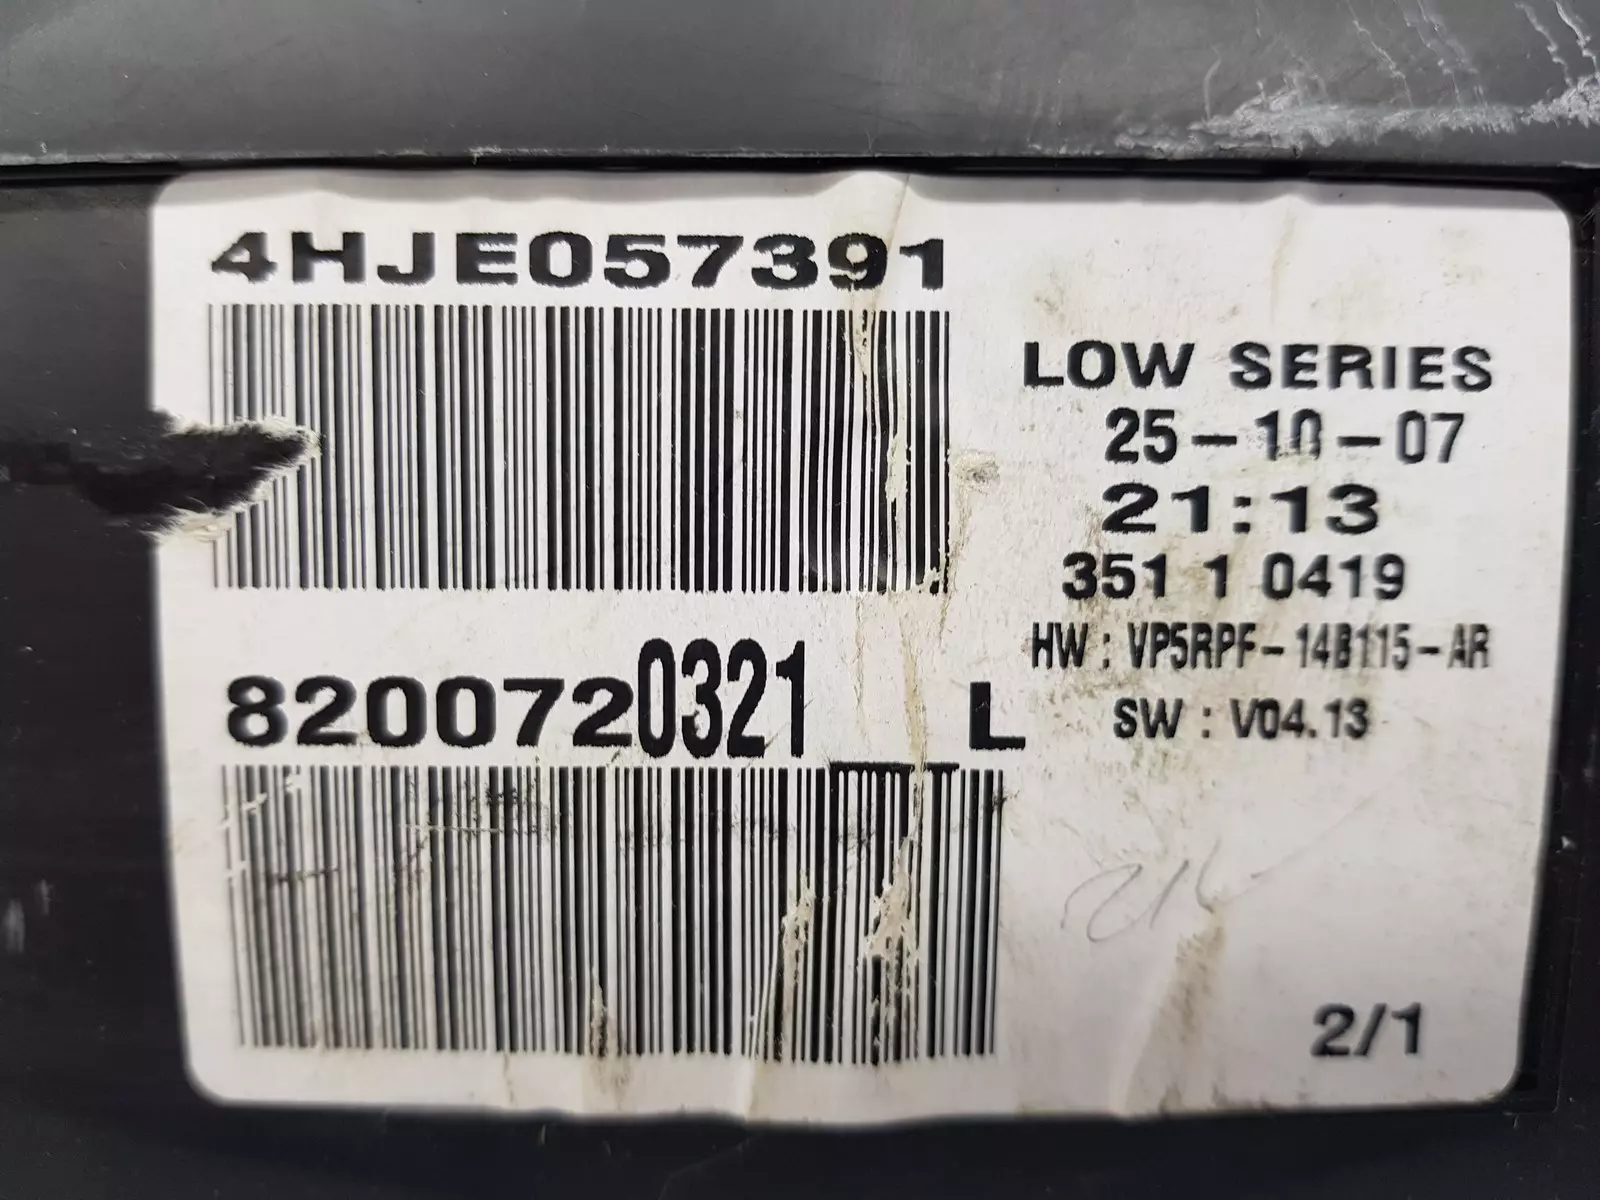 4HJE057391
LOW SERIES
25-10-07
21:13
351 1 0419
HW : VP5RPF-14B115-AR
SW : V04.13
8200720321__L
2/1